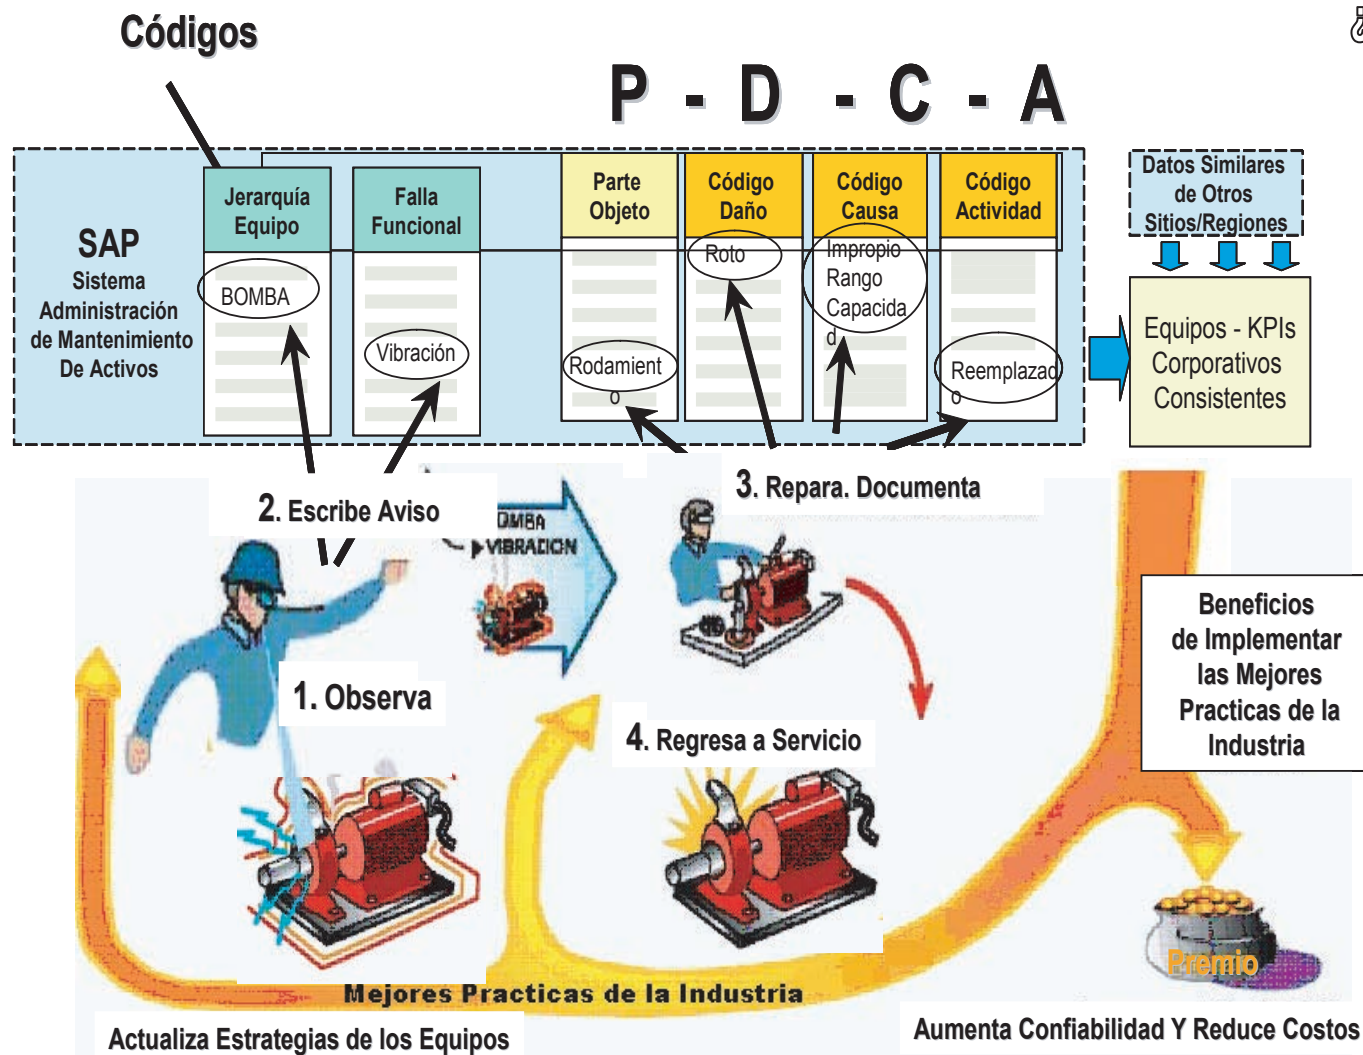 Códigos
P - D - C - A
SAP
Sistema
Administración
de Mantenimiento
De Activos
Jerarquía
Equipo
BOMBA
Falla
Funcional
Vibración
Parte
Objeto
Rodamient
o
Código
Daño
Roto
Código
Causa
Impropio
Rango
Capacida
d
Código
Actividad
Reemplazad
o
Datos Similares
de Otros
Sitios/Regiones
Equipos - KPIs
Corporativos
Consistentes
2. Escribe Aviso
OMBA
VIBRACION
3. Repara. Documenta
1. Observa
4. Regresa a Servicio
Beneficios
de Implementar
las Mejores
Practicas de la
Industria
Premio
Mejores Practicas de la Industria
Actualiza Estrategias de los Equipos
Aumenta Confiabilidad Y Reduce Costos